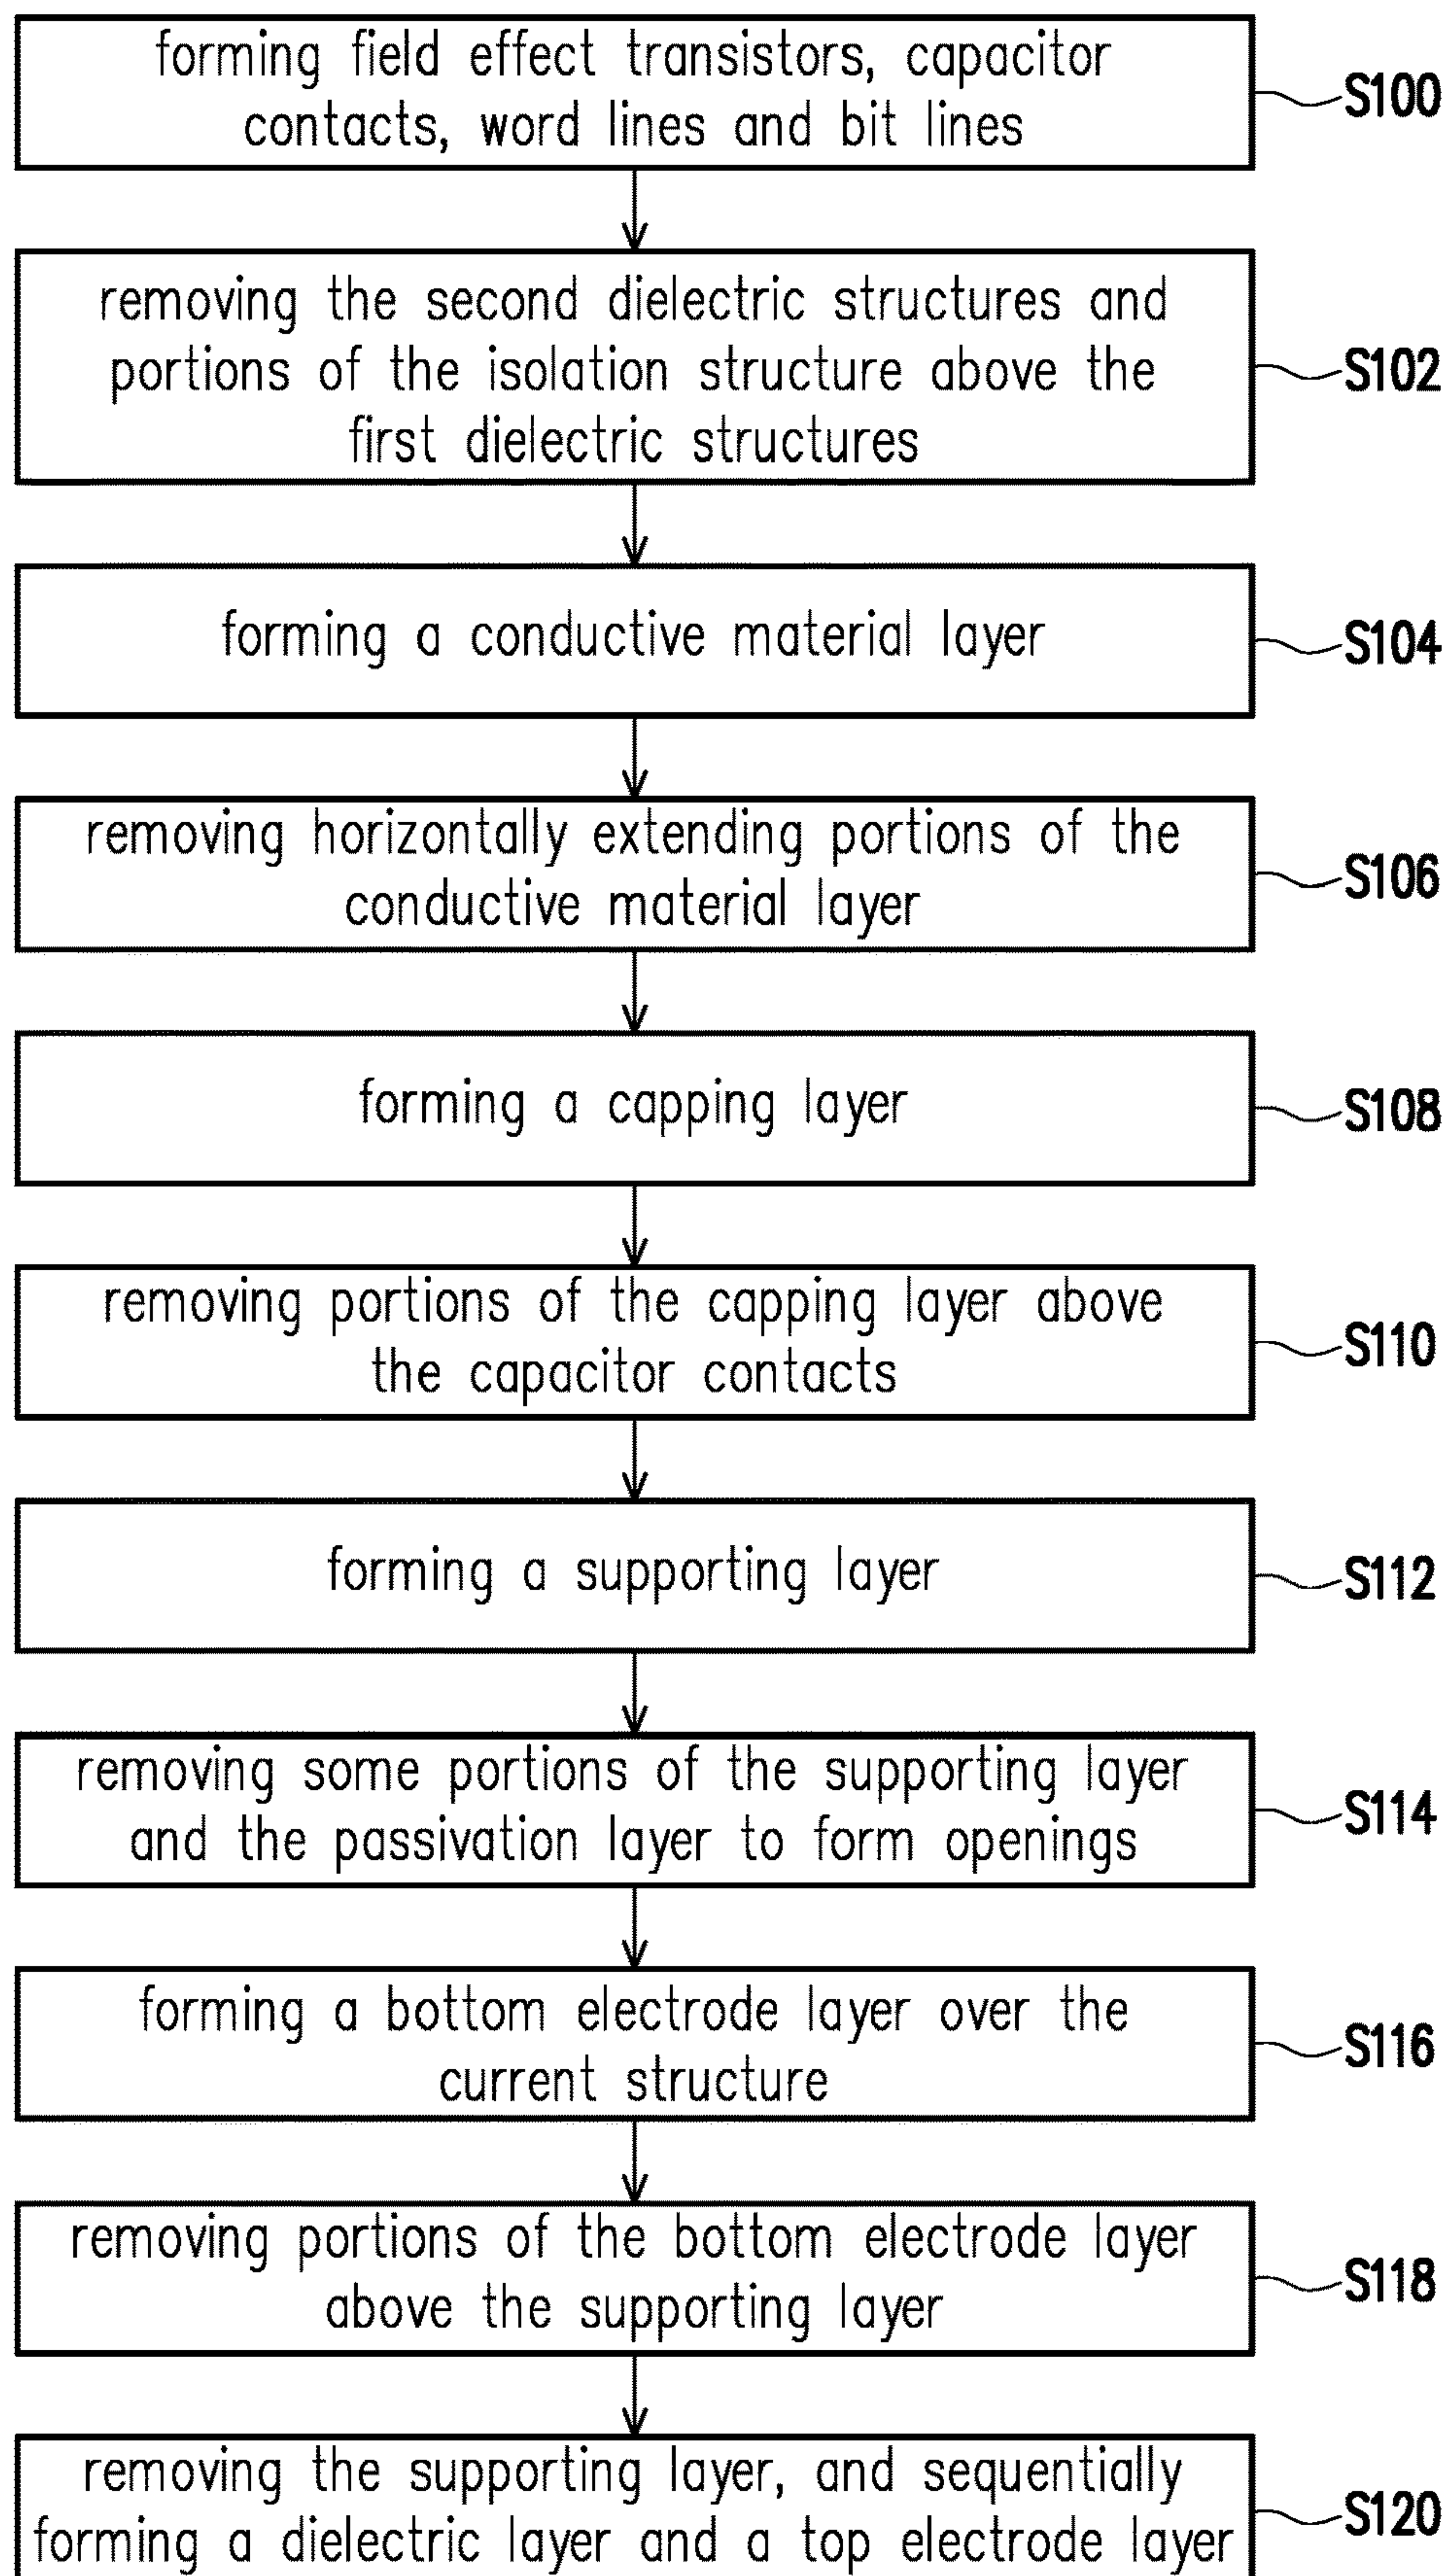 forming field effect transistors, capacitor
contacts, word lines and bit lines
S100
removing the second dielectric structures and
portions of the isolation structure above the
first dielectric structures
S102
forming a conductive material layer
S104
removing horizontally extending portions of the
conductive material layer
S106
forming a capping layer
S108
removing portions of the capping layer above
the capacitor contacts
S110
forming a supporting layer
S112
removing some portions of the supporting layer
and the passivation layer to form openings
S114
forming a bottom electrode layer over the
current structure
S116
removing portions of the bottom electrode layer
above the supporting layer
S118
removing the supporting layer, and sequentially
forming a dielectric layer and a top electrode layer
S120